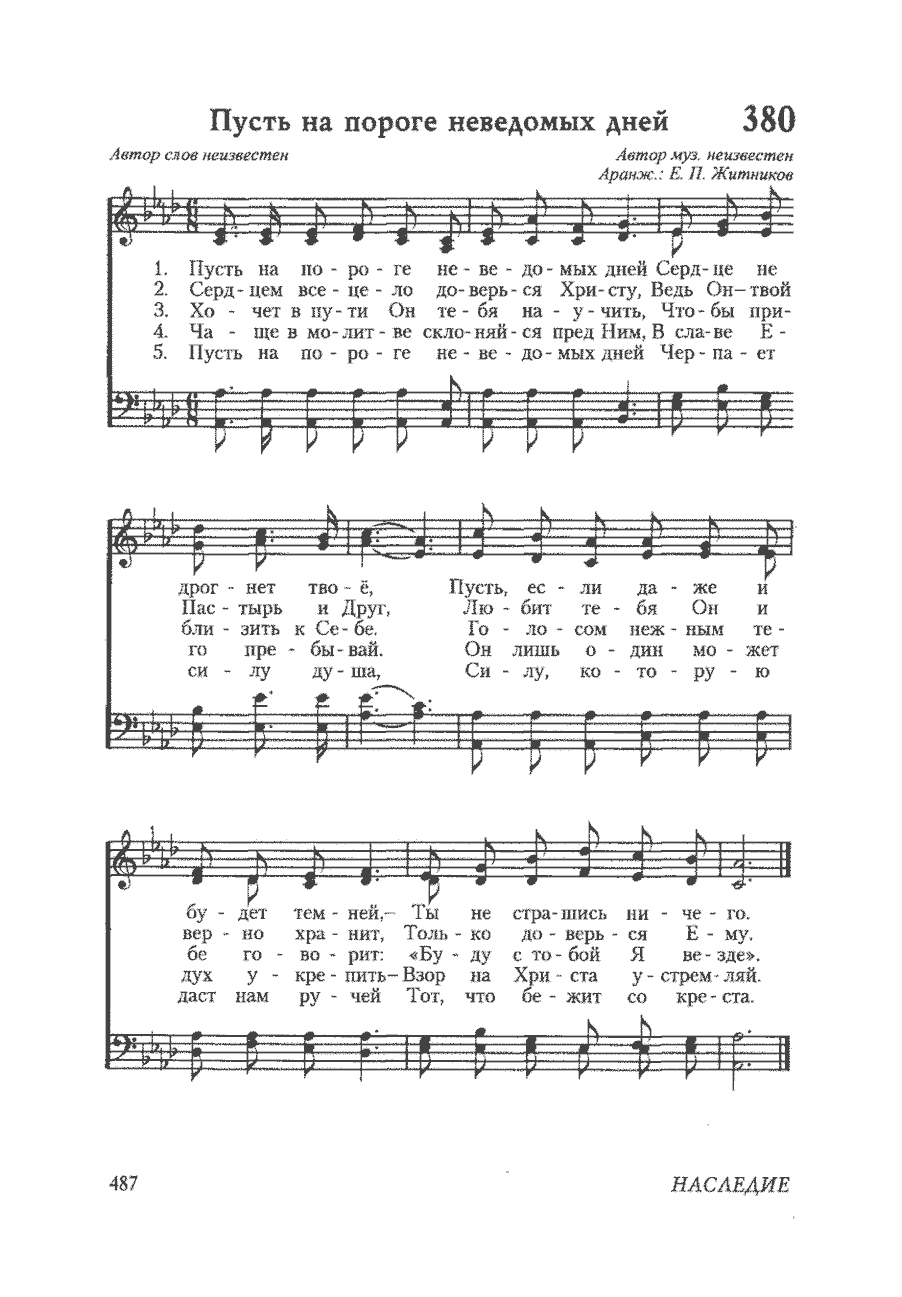 Пусть на пороге неведомых дней 380
Автор слов неизвестен Автор муз. неизвестен
Аранж.: Е. П. Житников
1. Пусть на по - ро - ге не - ве - до - мых дней Серд - це не
2. Серд - цем все - це - ло до - верь - ся Хри - сту, Ведь Он — твой
3. Хо - чет в пу - ти Он те - бя на - у - чить, Что - бы при-
4. Ча - ще в мо - лит - ве скло - няй - ся пред Ним, В сла - ве Е -
5. Пусть на по - ро - ге не - ве - до - мых дней Чер - па - ет
дрог - нет тво - ё, Пусть, ес - ли да - же и
Пас - тырь и Друг, Лю - бит те - бя Он и
бли - зить к Се - бе. Го - ло - сом неж - ным те -
го пре - бы - вай. Он лишь о - дин мо - жет
си - лу ду - ша, Си - лу, ко - то - ру - ю
бу - дет тем - ней, — Ты не стра - шись ни - че - го.
вер - но хра - нит, Толь - ко до - верь - ся Е - му.
бе го - во - рит: «Бу - ду с то - бой Я ве - зде».
дух у - кре - пить — Взор на Хри - ста у - стрем - ляй.
даст нам ру - чей Тот, что бе - жит со кре - ста.
487 НАСЛЕДИЕ